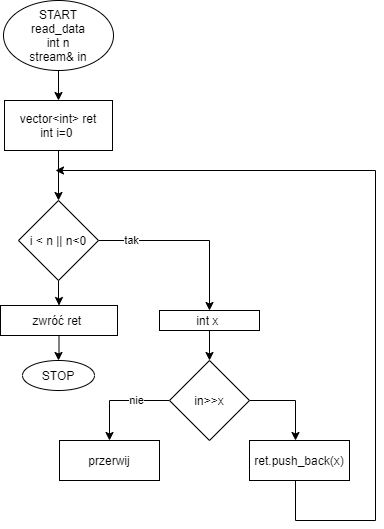 START
read_data
int n
stream& in
vector<int> ret
int i=0
i < n || n<0
tak
zwróć ret
int x
STOP
in>>x
nie
przerwij
ret.push_back(x)